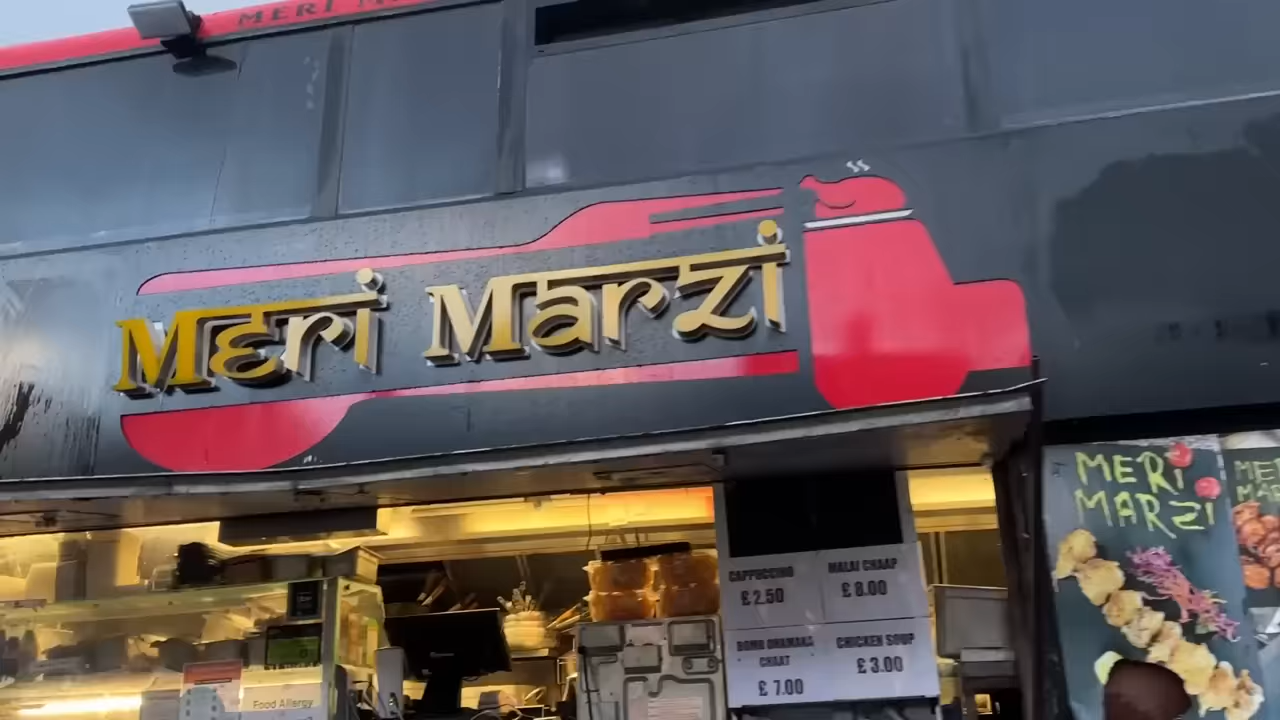 MERI
Meri Marzi
CAPPUCCINO
£ 2.50
MALAI CHAAP
£ 8.00
BOMB DHAMAKA
CHAAT
£ 7.00
CHICKEN SOUP
£ 3.00
Food Allergy
MERI
MARZI